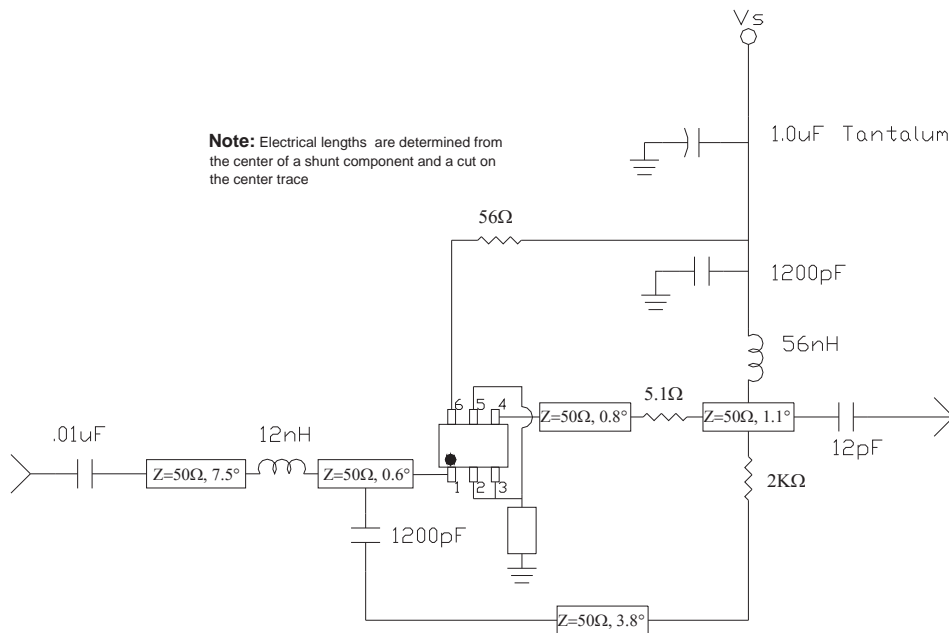 Vs
Note: Electrical lengths are determined from
the center of a shunt component and a cut on
the center trace
1.0uF Tantalum
56Ω
1200pF
56nH
6 5 4
5.1Ω
Z=50Ω, 0.8°
Z=50Ω, 1.1°
.01uF
12nH
12pF
Z=50Ω, 7.5°
Z=50Ω, 0.6°
1 2 3
2KΩ
1200pF
Z=50Ω, 3.8°